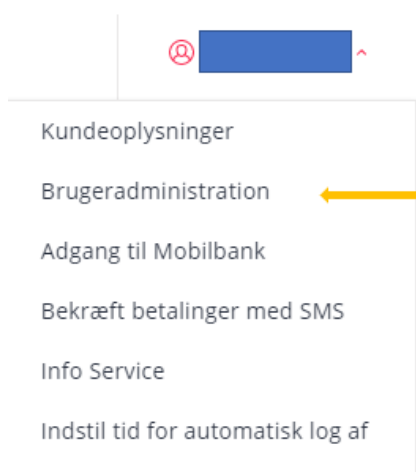 Kundeoplysninger
Brugeradministration
Adgang til Mobilbank
Bekræft betalinger med SMS
Info Service
Indstil tid for automatisk log af